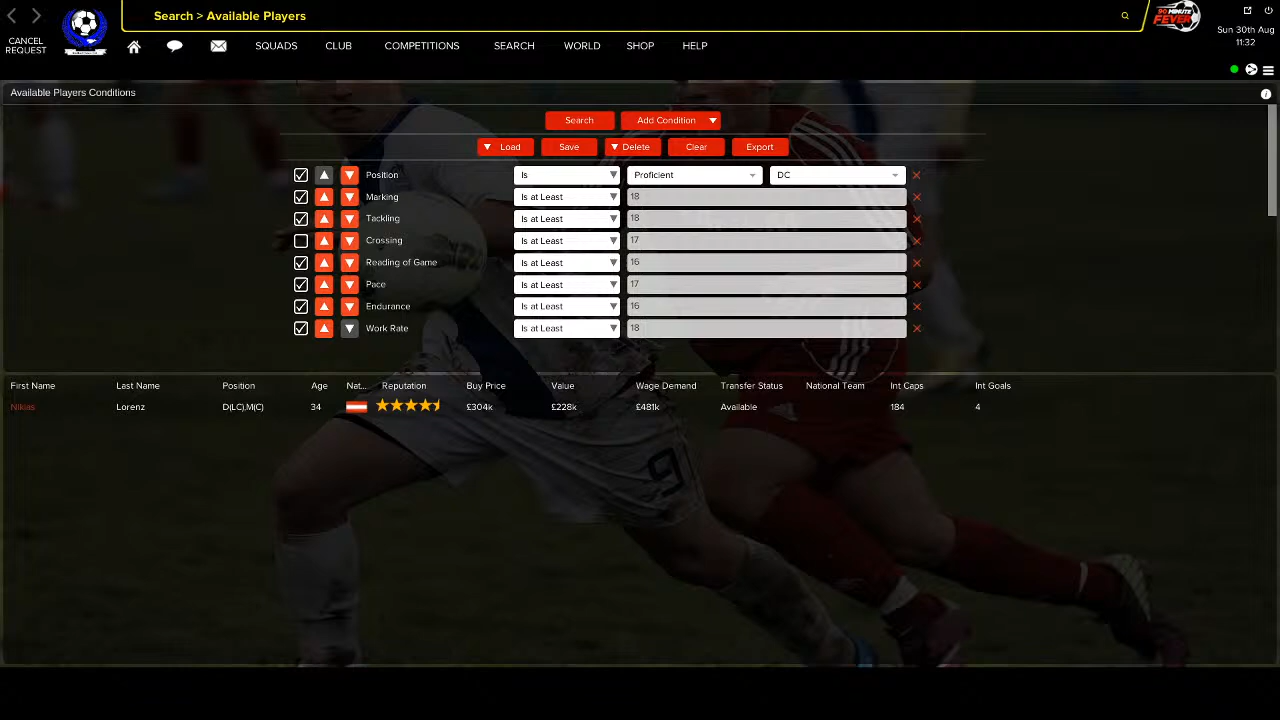 Search > Available Players
90 MINUTE FEVER
CANCEL REQUEST
SQUADS CLUB COMPETITIONS SEARCH WORLD SHOP HELP
Sun 30th Aug
11:32
Available Players Conditions
Search Add Condition
Load Save Delete Clear Export
Position Is Proficient DC
Marking Is at Least 18
Tackling Is at Least 18
Crossing Is at Least 17
Reading of Game Is at Least 16
Pace Is at Least 17
Endurance Is at Least 16
Work Rate Is at Least 18
First Name Last Name Position Age Nat... Reputation Buy Price Value Wage Demand Transfer Status National Team Int Caps Int Goals
Niklas Lorenz D(LC),M(C) 34 £304k £228k £481k Available 184 4
9